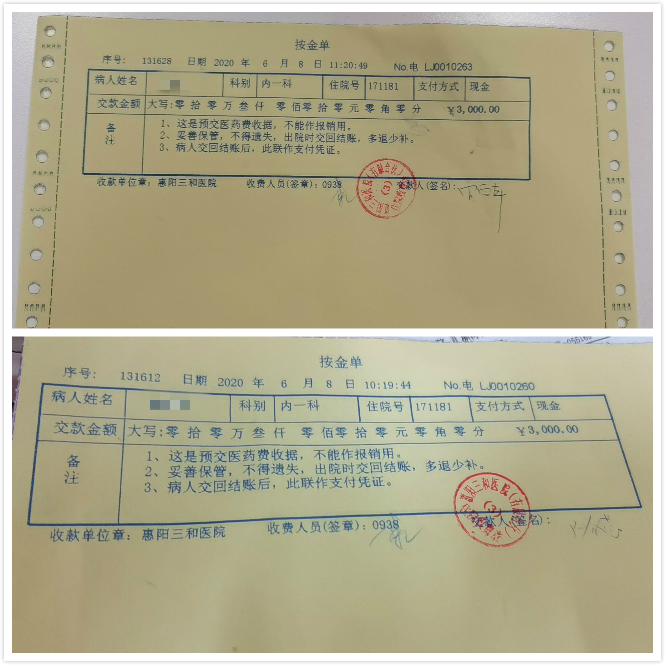 按金单
序号: 131628 日期 2020 年 6 月 8 日 11:20:49 No.电 LJ0010263
病人姓名 科别 内一科 住院号 171181 支付方式 现金
交款金额 大写:零 拾 零 万 叁 仟 零 佰 零 拾 零 元 零 角 零 分 ¥3,000.00
备注
1、这是预交医药费收据，不能作报销用。
2、妥善保管，不得遗失，出院时交回结账，多退少补。
3、病人交回结账后，此联作支付凭证。
收款单位章: 惠阳三和医院 收费人员(签章): 0938 交款人(签名):
按金单
序号: 131612 日期 2020 年 6 月 8 日 10:19:44 No.电 LJ0010260
病人姓名 科别 内一科 住院号 171181 支付方式 现金
交款金额 大写:零 拾 零 万 叁 仟 零 佰 零 拾 零 元 零 角 零 分 ¥3,000.00
备注
1、这是预交医药费收据，不能作报销用。
2、妥善保管，不得遗失，出院时交回结账，多退少补。
3、病人交回结账后，此联作支付凭证。
收款单位章: 惠阳三和医院 收费人员(签章): 0938 交款人(签名):